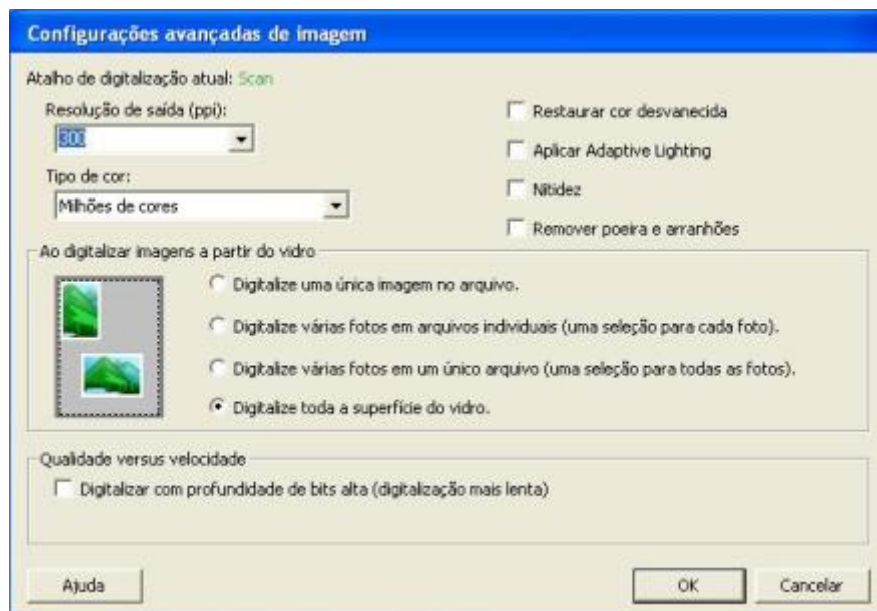 Configurações avançadas de imagem
Atalho de digitalização atual: Scan
Resolução de saída (ppi):
300
Tipo de cor:
Milhões de cores
Restaurar cor desvanecida
Aplicar Adaptive Lighting
Nitidez
Remover poeira e arranhões
Ao digitalizar imagens a partir do vidro
Digitalize uma única imagem no arquivo.
Digitalize várias fotos em arquivos individuais (uma seleção para cada foto).
Digitalize várias fotos em um único arquivo (uma seleção para todas as fotos).
Digitalize toda a superfície do vidro.
Qualidade versus velocidade
Digitalizar com profundidade de bits alta (digitalização mais lenta)
Ajuda
OK
Cancelar